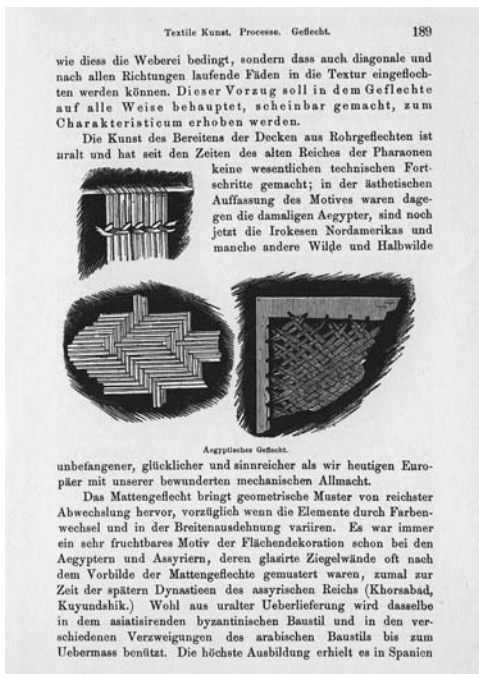 Textile Kunst. Processe. Geflecht. 189
wie diess die Weberei bedingt, sondern dass auch diagonale und
nach allen Richtungen laufende Fäden in die Textur eingefloch-
ten werden können. Dieser Vorzug soll in dem Geflechte
auf alle Weise behauptet, scheinbar gemacht, zum
Charakteristicum erhoben werden.
Die Kunst des Bereitens der Decken aus Rohrgeflechten ist
uralt und hat seit den Zeiten des alten Reiches der Pharaonen
keine wesentlichen technischen Fort-
schritte gemacht; in der ästhetischen
Auffassung des Motives waren dage-
gen die damaligen Aegypter, sind noch
jetzt die Irokesen Nordamerikas und
manche andere Wilde und Halbwilde
Aegyptisches Geflecht.
unbefangener, glücklicher und sinnreicher als wir heutigen Euro-
päer mit unserer bewunderten mechanischen Allmacht.
Das Mattengeflecht bringt geometrische Muster von reichster
Abwechslung hervor, vorzüglich wenn die Elemente durch Farben-
wechsel und in der Breitenausdehnung variiren. Es war immer
ein sehr fruchtbares Motiv der Flächendekoration schon bei den
Aegyptern und Assyriern, deren glasirte Ziegelwände oft nach
dem Vorbilde der Mattengeflechte gemustert waren, zumal zur
Zeit der spätern Dynastieen des assyrischen Reichs (Khorsabad,
Kuyundshik.) Wohl aus uralter Ueberlieferung wird dasselbe
in dem asiatisirenden byzantinischen Baustil und in den ver-
schiedenen Verzweigungen des arabischen Baustils bis zum
Uebermass benützt. Die höchste Ausbildung erhielt es in Spanien